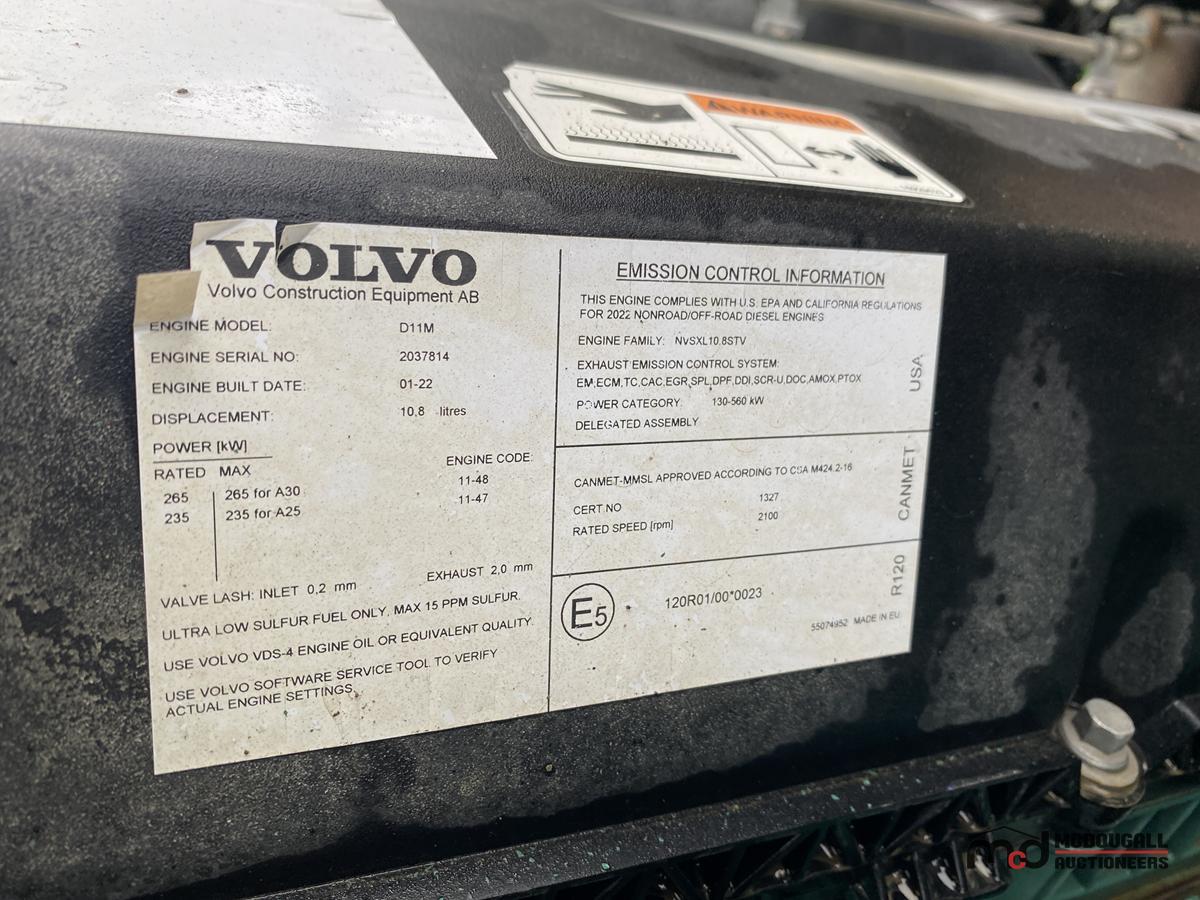 WARNING
VOLVO
Volvo Construction Equipment AB
ENGINE MODEL: D11M
ENGINE SERIAL NO: 2037814
ENGINE BUILT DATE: 01-22
DISPLACEMENT: 10,8 litres
POWER [kW]
RATED MAX ENGINE CODE:
265 265 for A30 11-48
235 235 for A25 11-47
VALVE LASH: INLET 0,2 mm EXHAUST 2,0 mm
ULTRA LOW SULFUR FUEL ONLY, MAX 15 PPM SULFUR.
USE VOLVO VDS-4 ENGINE OIL OR EQUIVALENT QUALITY.
USE VOLVO SOFTWARE SERVICE TOOL TO VERIFY
ACTUAL ENGINE SETTINGS.
EMISSION CONTROL INFORMATION
THIS ENGINE COMPLIES WITH U.S. EPA AND CALIFORNIA REGULATIONS
FOR 2022 NONROAD/OFF-ROAD DIESEL ENGINES
ENGINE FAMILY: NVSXL10.8STV
EXHAUST EMISSION CONTROL SYSTEM:
EM,ECM,TC,CAC,EGR,SPL,DPF,DDI,SCR-U,DOC,AMOX,PTOX
POWER CATEGORY: 130-560 kW
DELEGATED ASSEMBLY
USA
CANMET-MMSL APPROVED ACCORDING TO CSA M424.2-16
CERT NO 1327
RATED SPEED [rpm] 2100
CANMET
E5 120R01/00*0023
R120
55074952 MADE IN EU
mcd MCDOUGALL
AUCTIONEERS